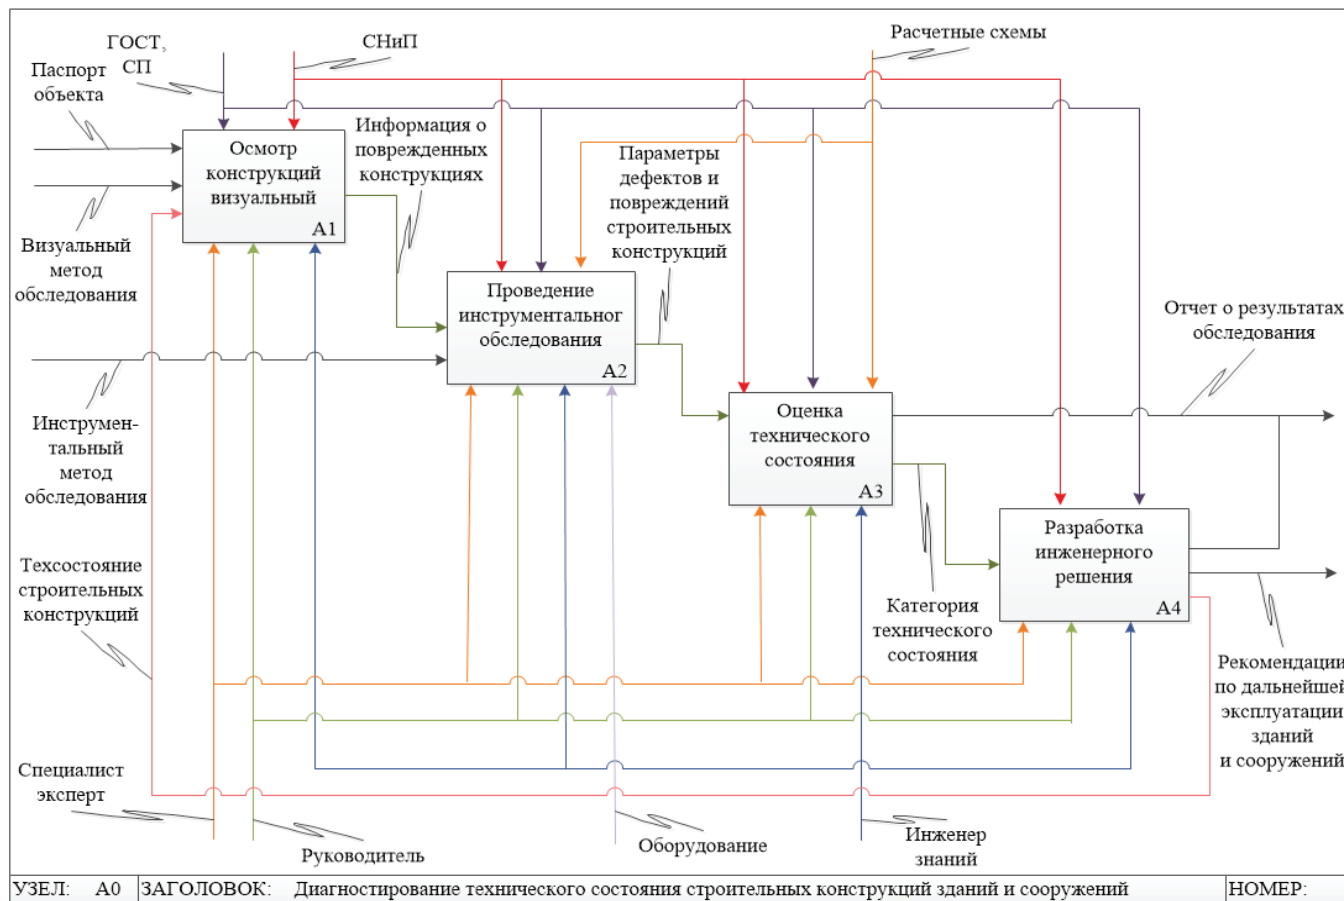 ГОСТ,
СП
СНиП
Расчетные схемы
Паспорт
объекта
Осмотр
конструкций
визуальный
А1
Информация о
поврежденных
конструкциях
Параметры
дефектов и
повреждений
строительных
конструкций
Визуальный
метод
обследования
Проведение
инструментальног
обследования
А2
Отчет о результатах
обследования
Инструмен-
тальный
метод
обследования
Оценка
технического
состояния
А3
Разработка
инженерного
решения
А4
Техсостояние
строительных
конструкций
Категория
технического
состояния
Рекомендации
по дальнейшей
эксплуатации
зданий
и сооружений
Специалист
эксперт
Руководитель
Оборудование
Инженер
знаний
УЗЕЛ: А0 ЗАГОЛОВОК: Диагностирование технического состояния строительных конструкций зданий и сооружений НОМЕР: